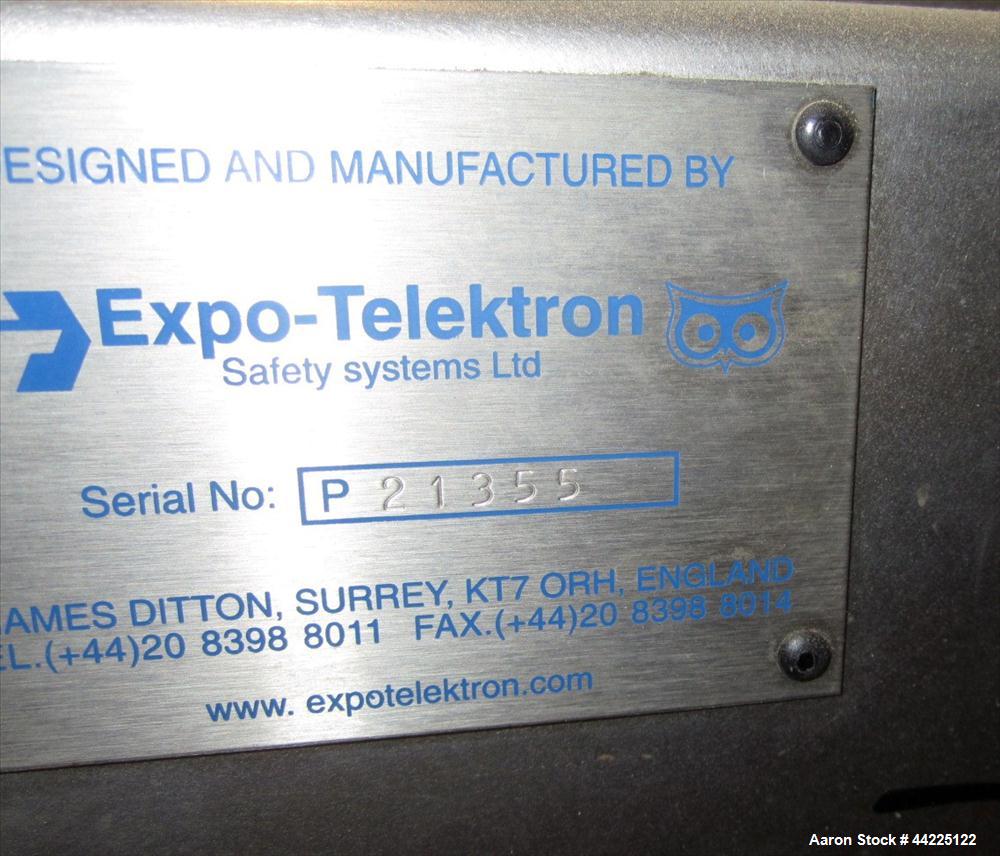 ESIGNED AND MANUFACTURED BY
Expo-Telektron
Safety systems Ltd
Serial No: P 21355
AMES DITTON, SURREY, KT7 ORH, ENGLAND
EL.(+44)20 8398 8011 FAX.(+44)20 8398 8014
www. expotelektron.com
Aaron Stock # 44225122